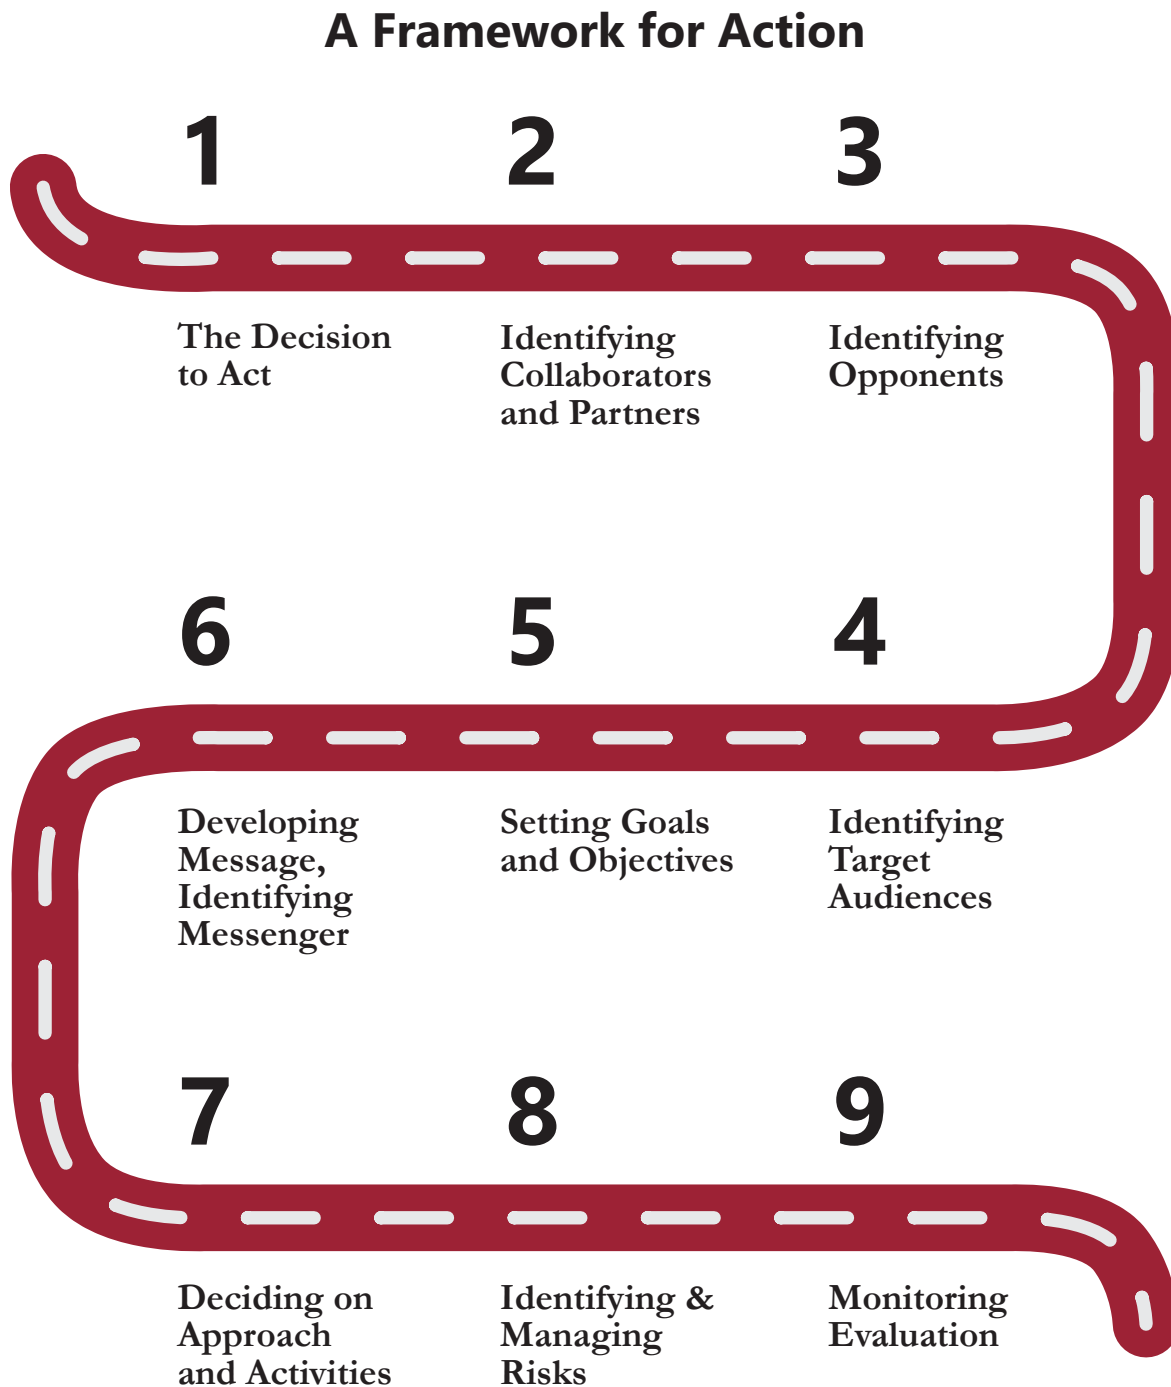 A Framework for Action
1
The Decision
to Act
2
Identifying
Collaborators
and Partners
3
Identifying
Opponents
4
Identifying
Target
Audiences
5
Setting Goals
and Objectives
6
Developing
Message,
Identifying
Messenger
7
Deciding on
Approach
and Activities
8
Identifying &
Managing
Risks
9
Monitoring
Evaluation